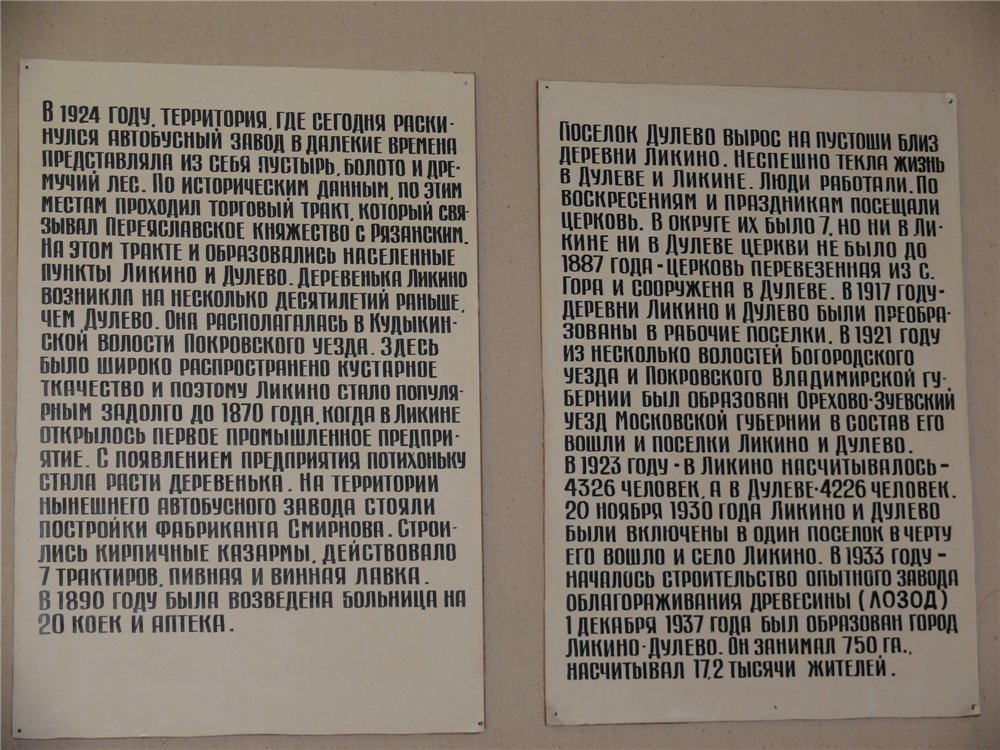 В 1924 ГОДУ, ТЕРРИТОРИЯ, ГДЕ СЕГОДНЯ РАСКИ-
НУЛСЯ АВТОБУСНЫЙ ЗАВОД В ДАЛЕКИЕ ВРЕМЕНА
ПРЕДСТАВЛЯЛА ИЗ СЕБЯ ПУСТЫРЬ, БОЛОТО И ДРЕ-
МУЧИЙ ЛЕС. ПО ИСТОРИЧЕСКИМ ДАННЫМ, ПО ЭТИМ
МЕСТАМ ПРОХОДИЛ ТОРГОВЫЙ ТРАКТ, КОТОРЫЙ СВЯ-
ЗЫВАЛ ПЕРЕЯСЛАВСКОЕ КНЯЖЕСТВО С РЯЗАНСКИМ.
НА ЭТОМ ТРАКТЕ И ОБРАЗОВАЛИСЬ НАСЕЛЕННЫЕ
ПУНКТЫ ЛИКИНО И ДУЛЕВО. ДЕРЕВЕНЬКА ЛИКИНО
ВОЗНИКЛА НА НЕСКОЛЬКО ДЕСЯТИЛЕТИЙ РАНЬШЕ,
ЧЕМ ДУЛЕВО. ОНА РАСПОЛАГАЛАСЬ В КУДЫКИН-
СКОЙ ВОЛОСТИ ПОКРОВСКОГО УЕЗДА. ЗДЕСЬ
БЫЛО ШИРОКО РАСПРОСТРАНЕНО КУСТАРНОЕ
ТКАЧЕСТВО И ПОЭТОМУ ЛИКИНО СТАЛО ПОПУЛЯ-
РНЫМ ЗАДОЛГО ДО 1870 ГОДА, КОГДА В ЛИКИНЕ
ОТКРЫЛОСЬ ПЕРВОЕ ПРОМЫШЛЕННОЕ ПРЕДПРИ-
ЯТИЕ. С ПОЯВЛЕНИЕМ ПРЕДПРИЯТИЯ ПОТИХОНЬКУ
СТАЛА РАСТИ ДЕРЕВЕНЬКА. НА ТЕРРИТОРИИ
НЫНЕШНЕГО АВТОБУСНОГО ЗАВОДА СТОЯЛИ
ПОСТРОЙКИ ФАБРИКАНТА СМИРНОВА. СТРОИ-
ЛИСЬ КИРПИЧНЫЕ КАЗАРМЫ, ДЕЙСТВОВАЛО
7 ТРАКТИРОВ, ПИВНАЯ И ВИННАЯ ЛАВКА.
В 1890 ГОДУ БЫЛА ВОЗВЕДЕНА БОЛЬНИЦА НА
20 КОЕК И АПТЕКА.
ПОСЕЛОК ДУЛЕВО ВЫРОС НА ПУСТОШИ БЛИЗ
ДЕРЕВНИ ЛИКИНО. НЕСПЕШНО ТЕКЛА ЖИЗНЬ
В ДУЛЕВЕ И ЛИКИНЕ. ЛЮДИ РАБОТАЛИ. ПО
ВОСКРЕСЕНИЯМ И ПРАЗДНИКАМ ПОСЕЩАЛИ
ЦЕРКОВЬ. В ОКРУГЕ ИХ БЫЛО 7, НО НИ В ЛИ-
КИНЕ НИ В ДУЛЕВЕ ЦЕРКВИ НЕ БЫЛО ДО
1887 ГОДА - ЦЕРКОВЬ ПЕРЕВЕЗЕННАЯ ИЗ С.
ГОРА И СООРУЖЕНА В ДУЛЕВЕ. В 1917 ГОДУ-
ДЕРЕВНИ ЛИКИНО И ДУЛЕВО БЫЛИ ПРЕОБРА-
ЗОВАНЫ В РАБОЧИЕ ПОСЕЛКИ. В 1921 ГОДУ
ИЗ НЕСКОЛЬКО ВОЛОСТЕЙ БОГОРОДСКОГО
УЕЗДА И ПОКРОВСКОГО ВЛАДИМИРСКОЙ ГУ-
БЕРНИИ БЫЛ ОБРАЗОВАН ОРЕХОВО-ЗУЕВСКИЙ
УЕЗД МОСКОВСКОЙ ГУБЕРНИИ В СОСТАВ ЕГО
ВОШЛИ И ПОСЕЛКИ ЛИКИНО И ДУЛЕВО.
В 1923 ГОДУ - В ЛИКИНО НАСЧИТЫВАЛОСЬ -
4326 ЧЕЛОВЕК, А В ДУЛЕВЕ-4226 ЧЕЛОВЕК.
20 НОЯБРЯ 1930 ГОДА ЛИКИНО И ДУЛЕВО
БЫЛИ ВКЛЮЧЕНЫ В ОДИН ПОСЕЛОК В ЧЕРТУ
ЕГО ВОШЛО И СЕЛО ЛИКИНО. В 1933 ГОДУ -
НАЧАЛОСЬ СТРОИТЕЛЬСТВО ОПЫТНОГО ЗАВОДА
ОБЛАГОРАЖИВАНИЯ ДРЕВЕСИНЫ (ЛОЗОД)
1 ДЕКАБРЯ 1937 ГОДА БЫЛ ОБРАЗОВАН ГОРОД
ЛИКИНО-ДУЛЕВО. ОН ЗАНИМАЛ 750 ГА.,
НАСЧИТЫВАЛ 17,2 ТЫСЯЧИ ЖИТЕЛЕЙ.